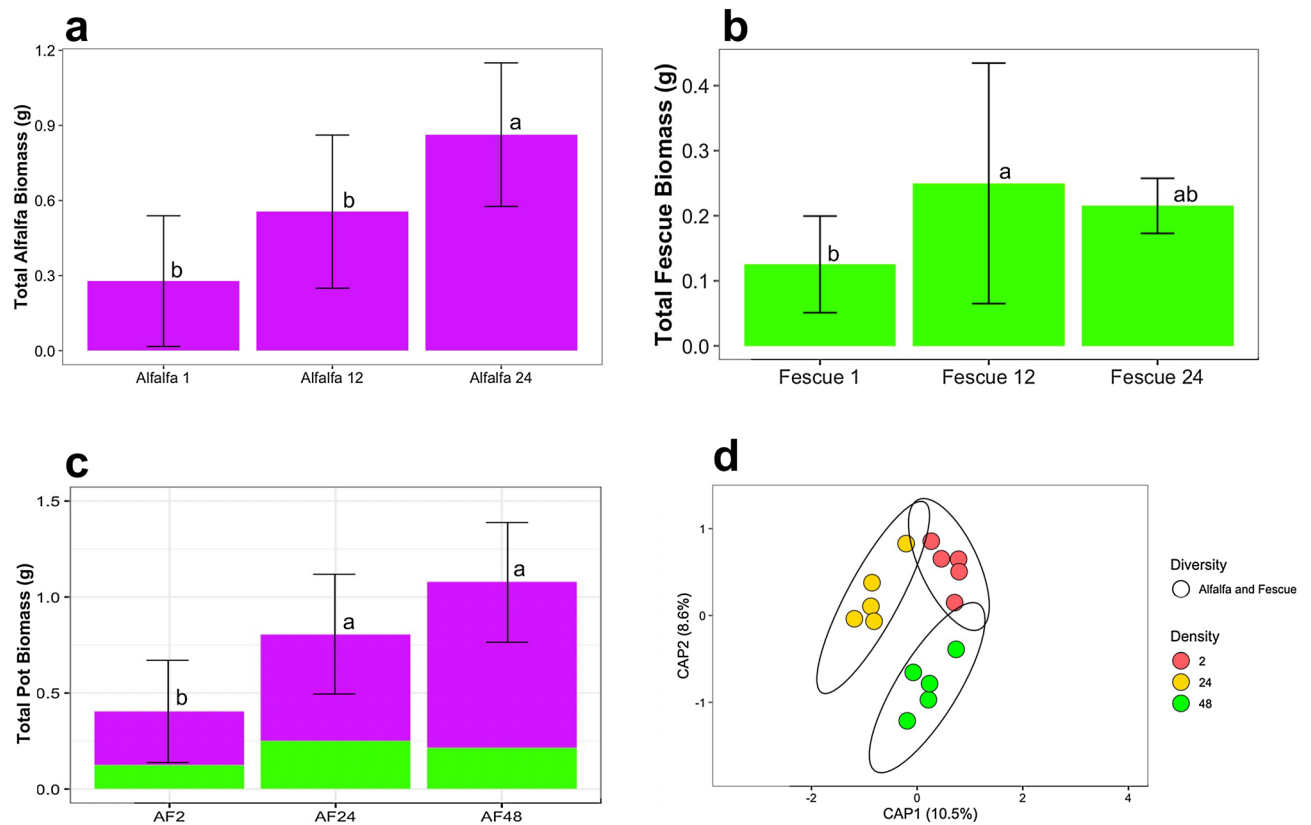 a
1.2
0.9
0.6
0.3
0.0
Total Alfalfa Biomass (g)
b
b
a
Alfalfa 1
Alfalfa 12
Alfalfa 24
b
0.4
0.3
0.2
0.1
0.0
Total Fescue Biomass (g)
b
a
ab
Fescue 1
Fescue 12
Fescue 24
c
1.5
1.0
0.5
0.0
Total Pot Biomass (g)
b
a
a
AF2
AF24
AF48
d
1
0
-1
CAP2 (8.6%)
-2
0
2
4
CAP1 (10.5%)
Diversity
Alfalfa and Fescue
Density
2
24
48